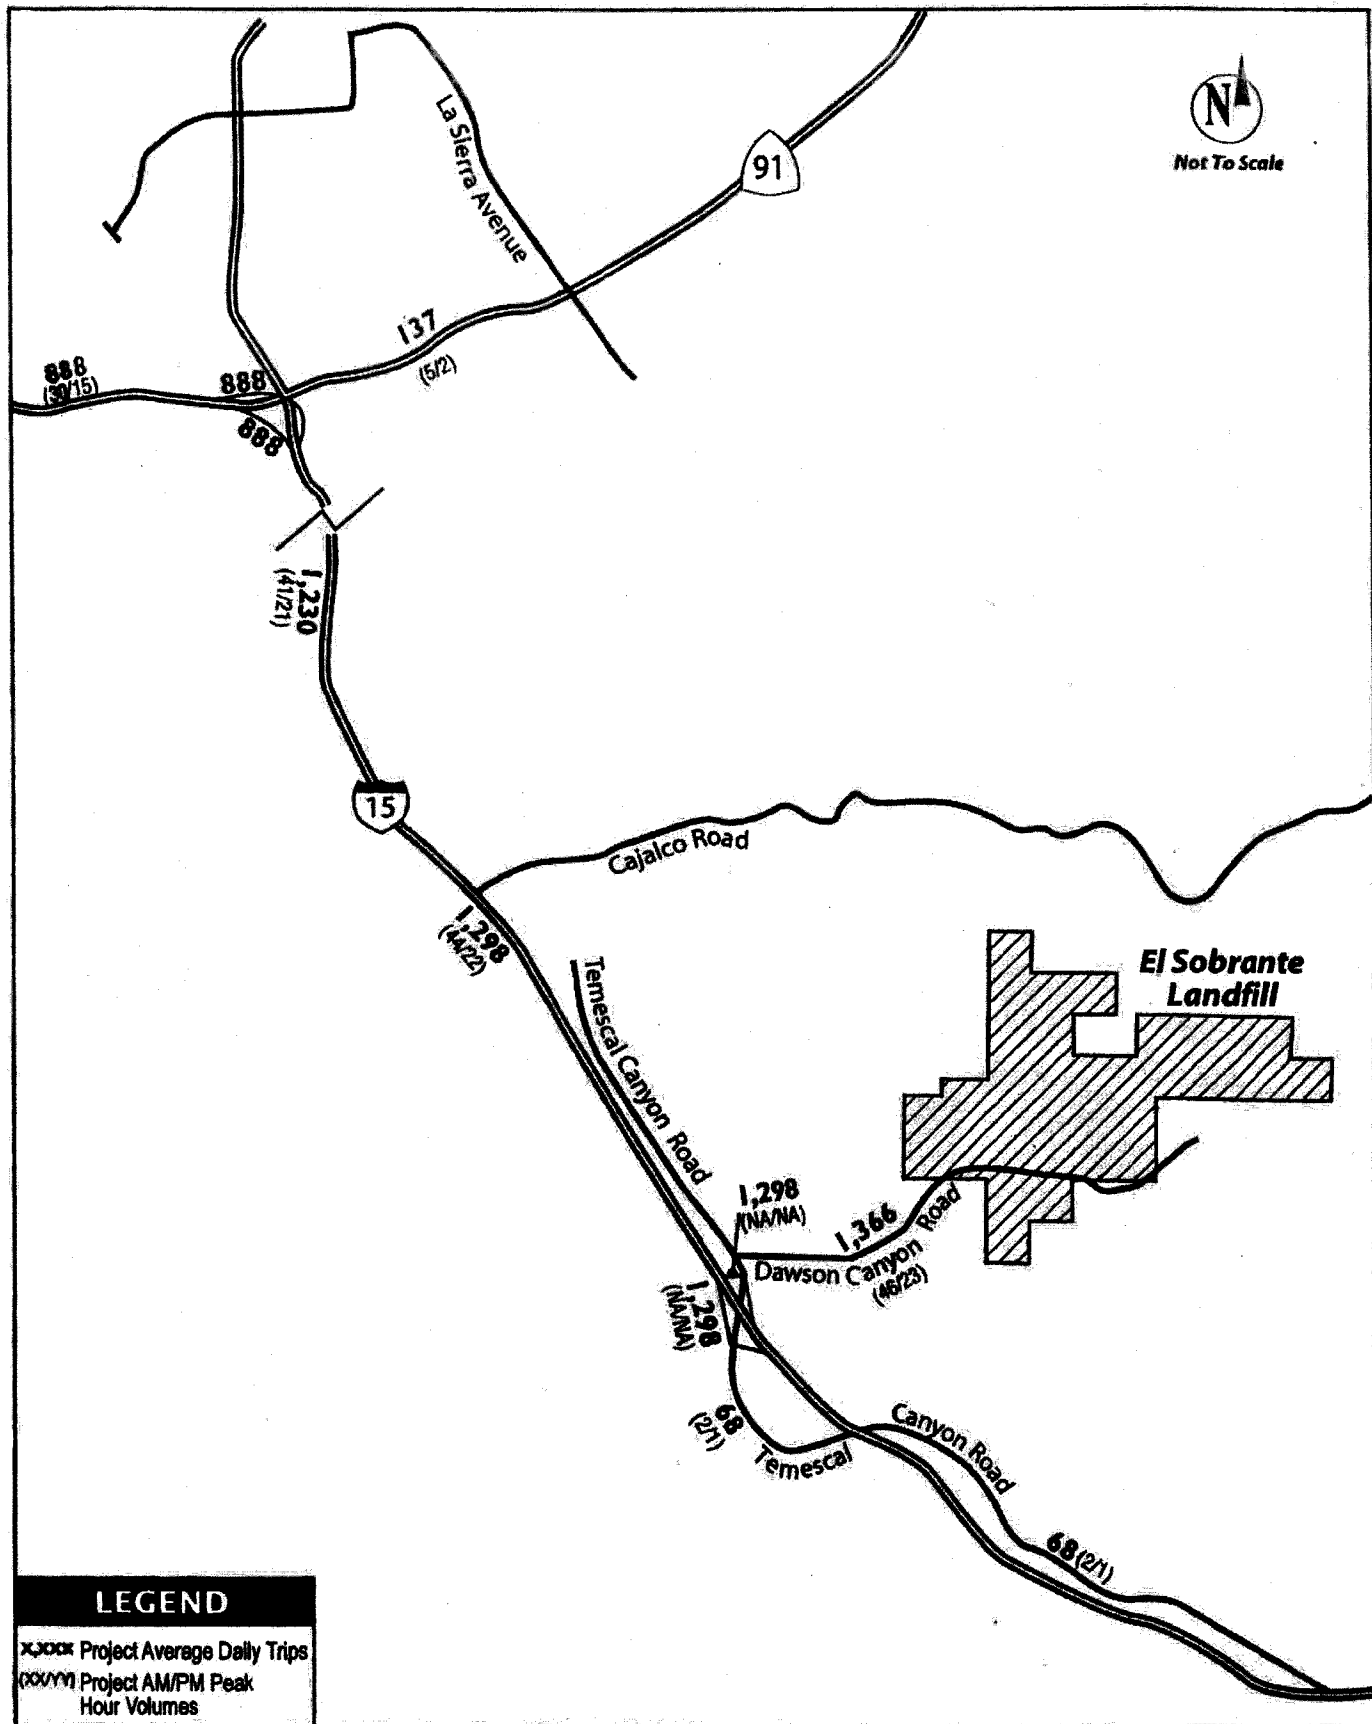 N
Not To Scale
La Sierra Avenue
91
137
(5/2)
888
(30/15)
888
888
1,230
(41/21)
15
Cajalco Road
1,298
(44/22)
El Sobrante
Landfill
Temescal Canyon Road
1,298
(NA/NA)
1,366
Dawson Canyon Road
(46/23)
1,298
(NA/NA)
68
(2/1)
Temescal
Canyon Road
68 (2/1)
LEGEND
X,XXX Project Average Daily Trips
(XX/YY) Project AM/PM Peak
Hour Volumes